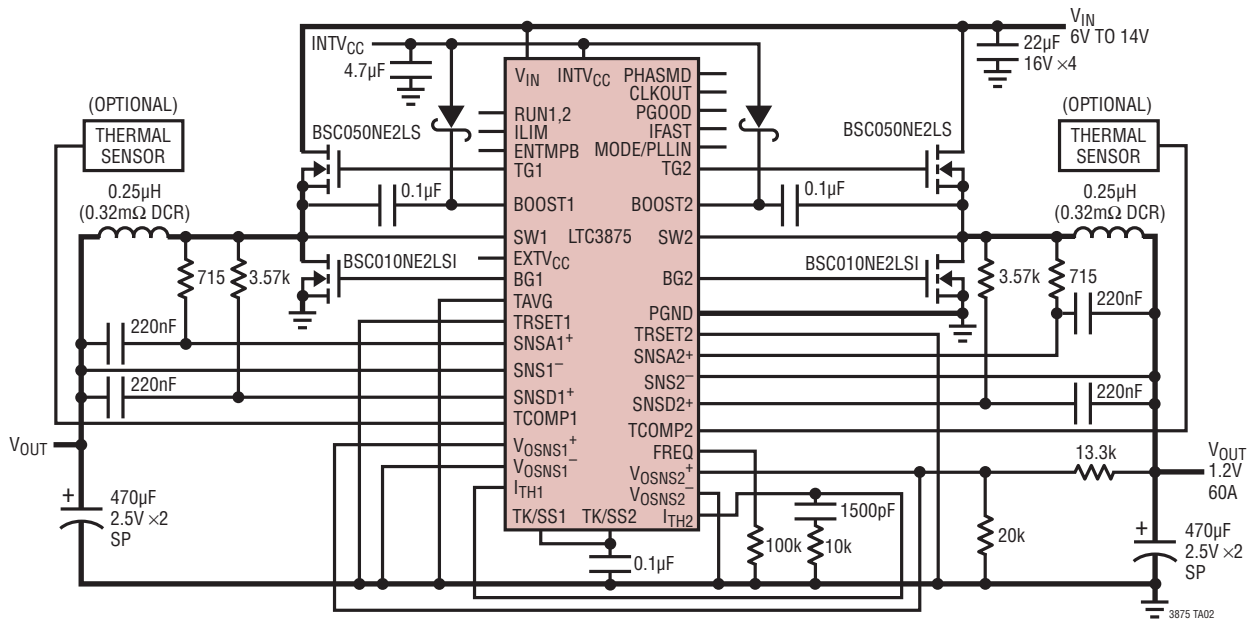 V_IN
6V TO 14V
INTV_CC
4.7µF
22µF
16V ×4
V_IN
INTV_CC
PHASMD
CLKOUT
PGOOD
IFAST
MODE/PLLIN
RUN1,2
ILIM
ENTMPB
(OPTIONAL)
THERMAL
SENSOR
BSC050NE2LS
BSC050NE2LS
(OPTIONAL)
THERMAL
SENSOR
TG1
TG2
0.1µF
0.1µF
BOOST1
BOOST2
0.25µH
(0.32mΩ DCR)
0.25µH
(0.32mΩ DCR)
SW1
LTC3875
SW2
EXTV_CC
BSC010NE2LSI
BSC010NE2LSI
BG1
BG2
715
3.57k
3.57k
715
TAVG
PGND
220nF
220nF
TRSET1
TRSET2
SNSA1+
SNSA2+
SNS1–
SNS2–
220nF
220nF
SNSD1+
SNSD2+
TCOMP1
TCOMP2
V_OUT
FREQ
13.3k
V_OUT
1.2V
60A
V_OSNS1+
V_OSNS2+
V_OSNS1–
V_OSNS2–
I_TH1
I_TH2
TK/SS1
TK/SS2
1500pF
+
470µF
2.5V ×2
SP
0.1µF
100k
10k
20k
+
470µF
2.5V ×2
SP
3875 TA02